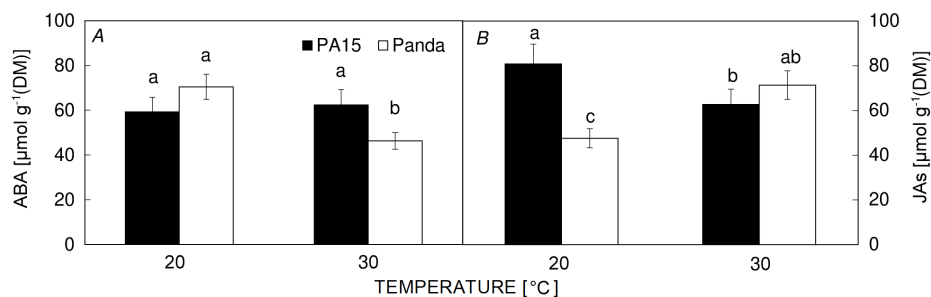 100 A B 100
PA15 Panda
80 a a a a b ab 80
60 b c 60
40 40
20 20
0 0
20 30 20 30
TEMPERATURE [°C]
ABA [µmol g⁻¹(DM)]
JAs [µmol g⁻¹(DM)]